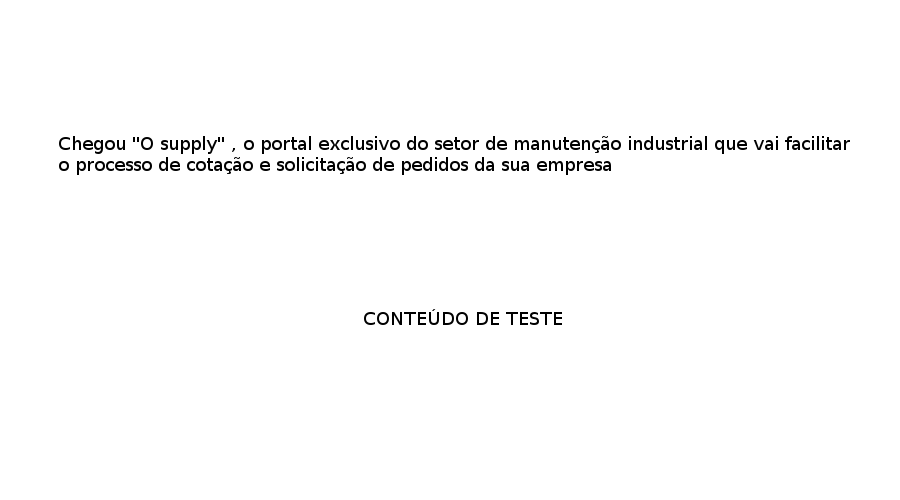 Chegou "O supply" , o portal exclusivo do setor de manutenção industrial que vai facilitar
o processo de cotação e solicitação de pedidos da sua empresa
CONTEÚDO DE TESTE